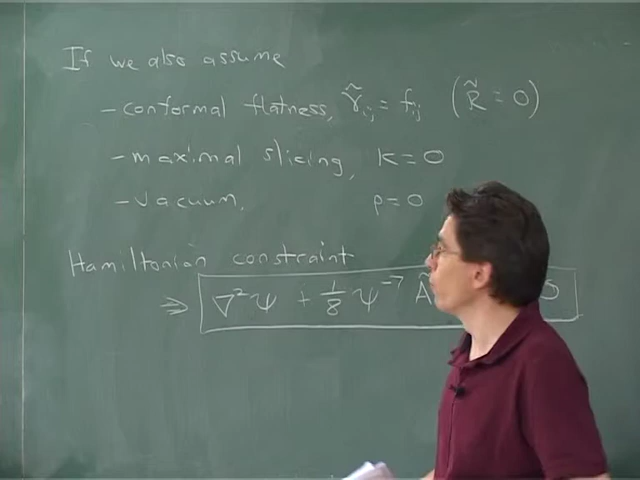 If we also assume
- conformal flatness, γ̃ᵢⱼ = fᵢⱼ (R̃ = 0)
- maximal slicing, K = 0
- vacuum, ρ = 0
Hamiltonian constraint
⇒ ∇²ψ + 1/8 ψ⁻⁷ Ã